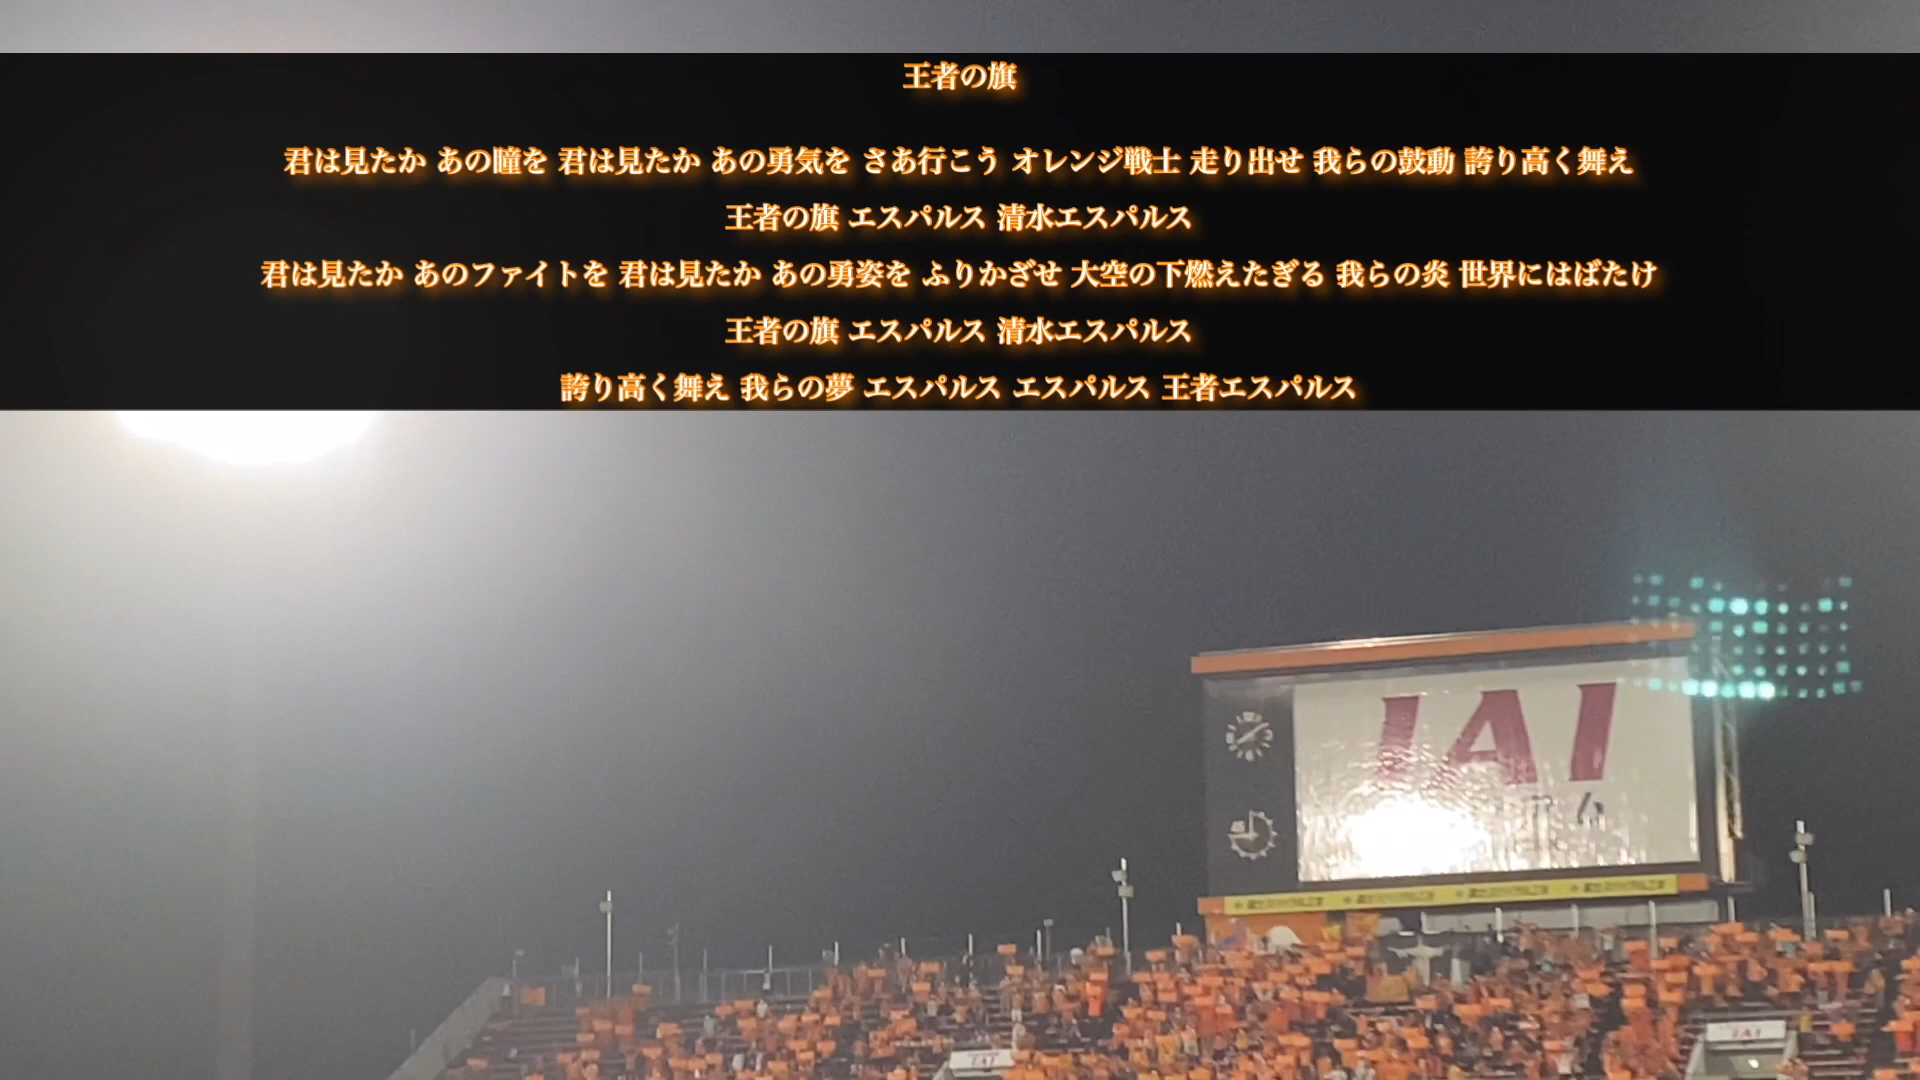 王者の旗
君は見たか あの瞳を 君は見たか あの勇気を さあ行こう オレンジ戦士 走り出せ 我らの鼓動 誇り高く舞え
王者の旗 エスパルス 清水エスパルス
君は見たか あのファイトを 君は見たか あの勇姿を ふりかざせ 大空の下燃えたぎる 我らの炎 世界にはばたけ
王者の旗 エスパルス 清水エスパルス
誇り高く舞え 我らの夢 エスパルス エスパルス 王者エスパルス
IAI
IAI
IAI